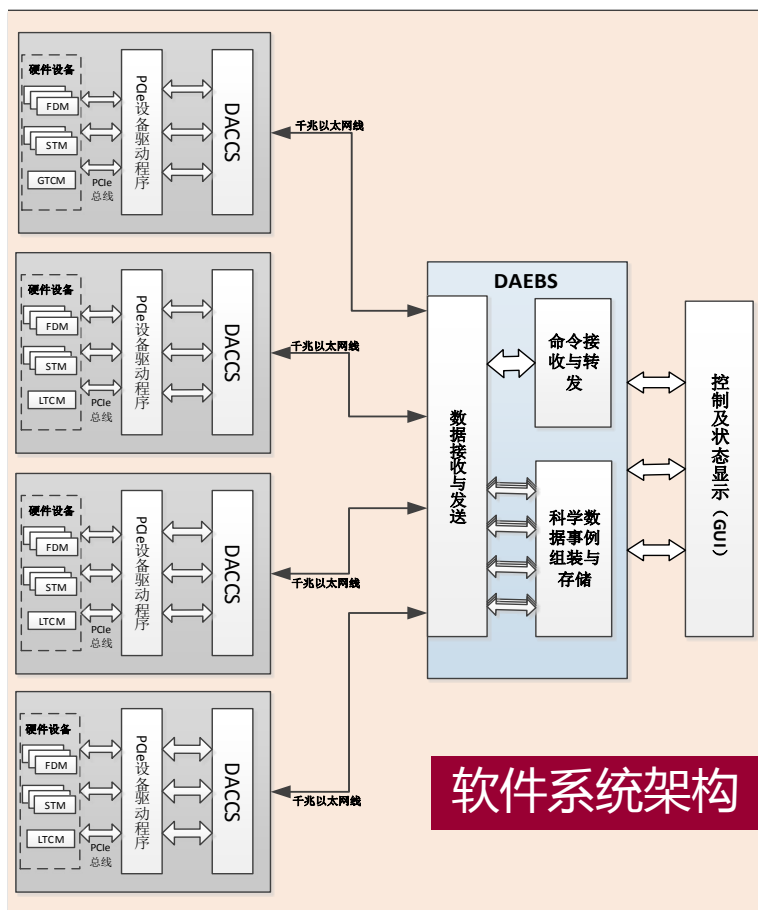 硬件设备
FDM
STM
GTCM
PCIe
总线
PCIe设备驱动程序
DACCS
千兆以太网线
硬件设备
FDM
STM
LTCM
PCIe
总线
PCIe设备驱动程序
DACCS
千兆以太网线
硬件设备
FDM
STM
LTCM
PCIe
总线
PCIe设备驱动程序
DACCS
千兆以太网线
硬件设备
FDM
STM
LTCM
PCIe
总线
PCIe设备驱动程序
DACCS
千兆以太网线
DAEBS
数据接收与发送
命令接
收与转
发
科学数
据事例
组装与
存储
控制及状态显示（GUI）
软件系统架构